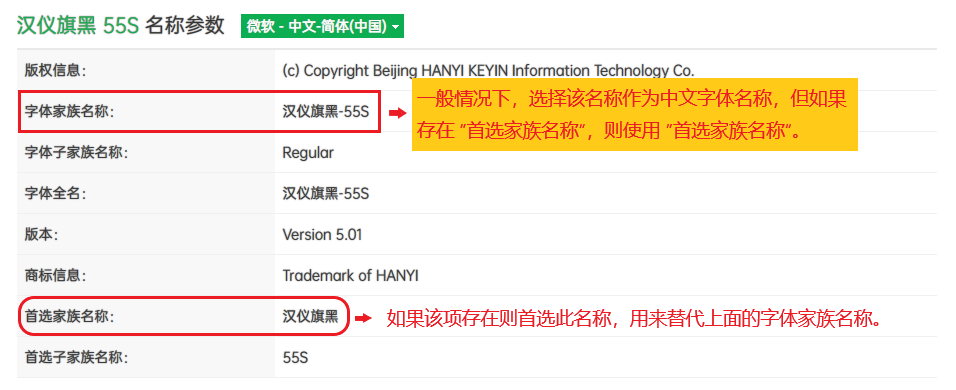 汉仪旗黑 55S 名称参数 微软 - 中文-简体(中国)
版权信息： (c) Copyright Beijing HANYI KEYIN Information Technology Co.
字体家族名称： 汉仪旗黑-55S
一般情况下，选择该名称作为中文字体名称，但如果
存在 “首选家族名称”，则使用 “首选家族名称“。
字体子家族名称： Regular
字体全名： 汉仪旗黑-55S
版本： Version 5.01
商标信息： Trademark of HANYI
首选家族名称： 汉仪旗黑 如果该项存在则首选此名称，用来替代上面的字体家族名称。
首选子家族名称： 55S